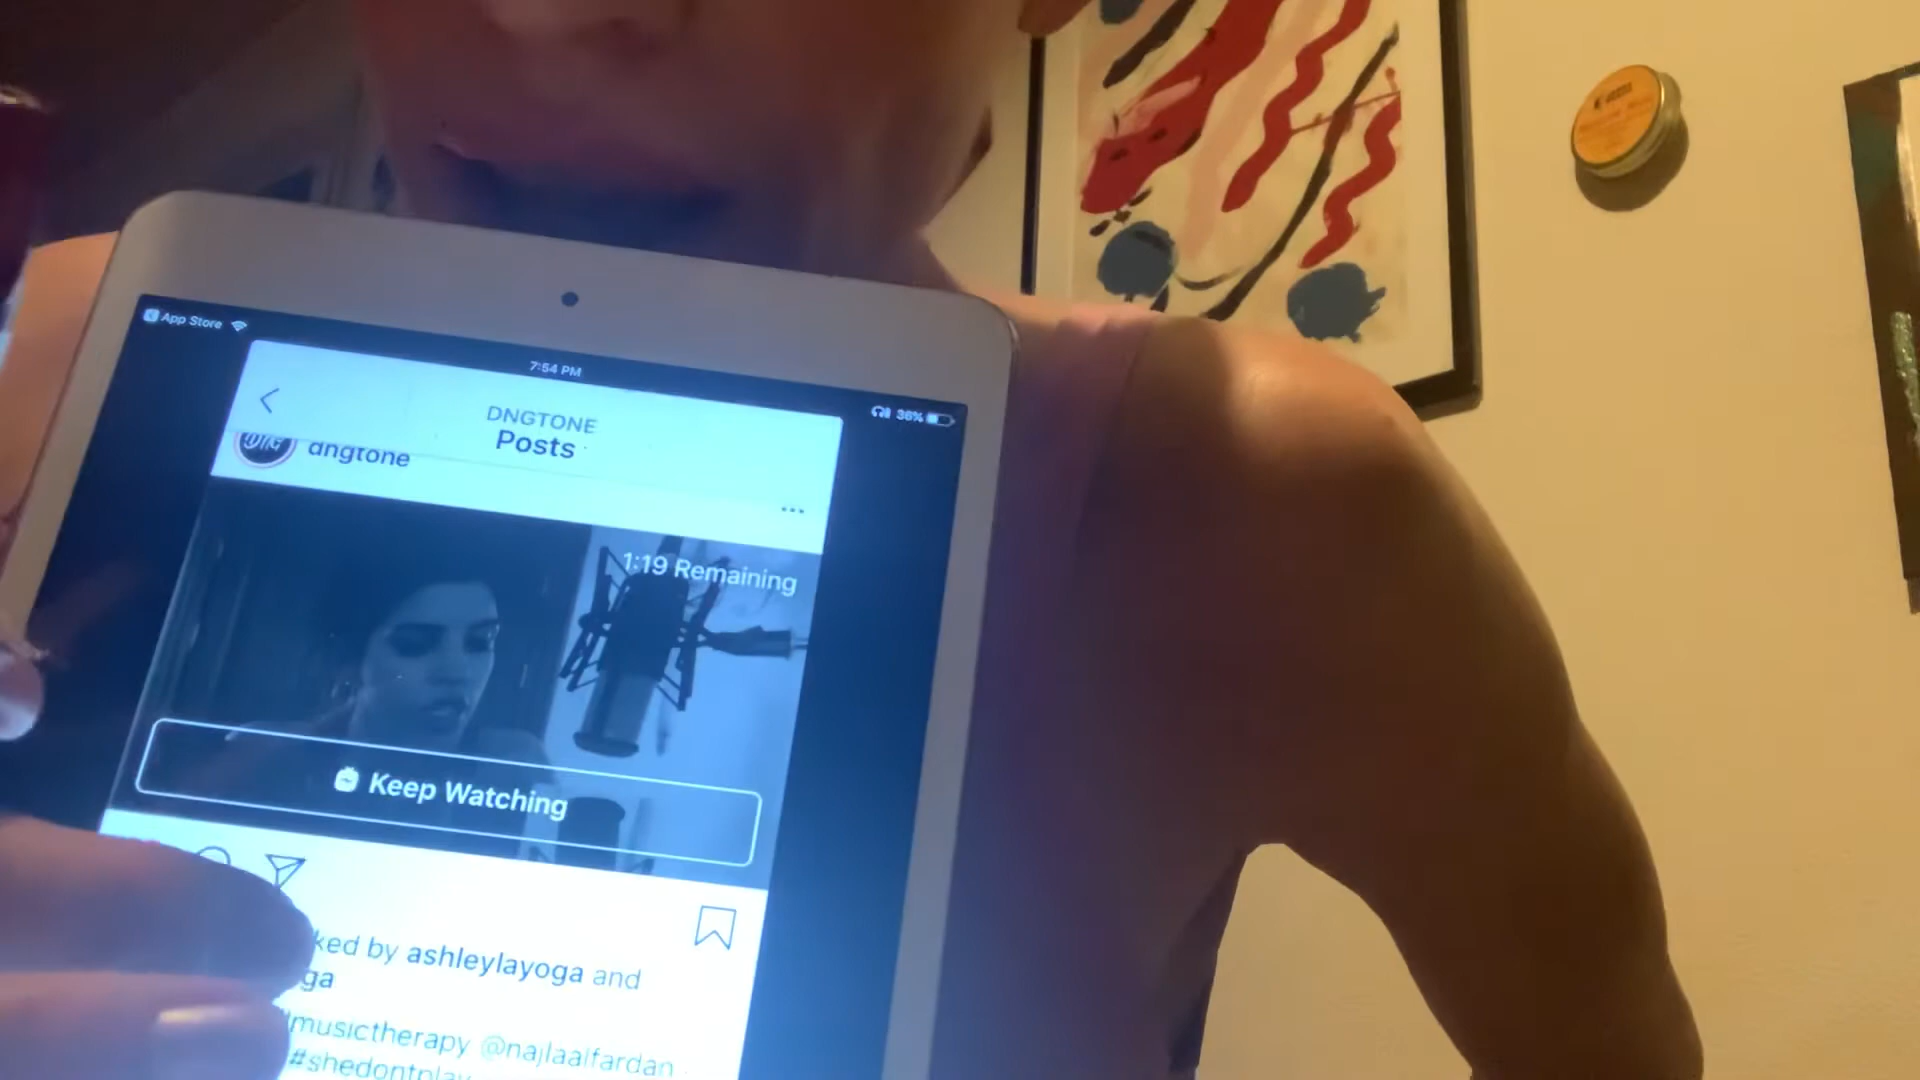 App Store
7:54 PM
36%
DNGTONE
Posts
dngtone
1:19 Remaining
Keep Watching
ked by ashleylayoga and
ga
musictherapy @najlaalfardan
#shedontplay